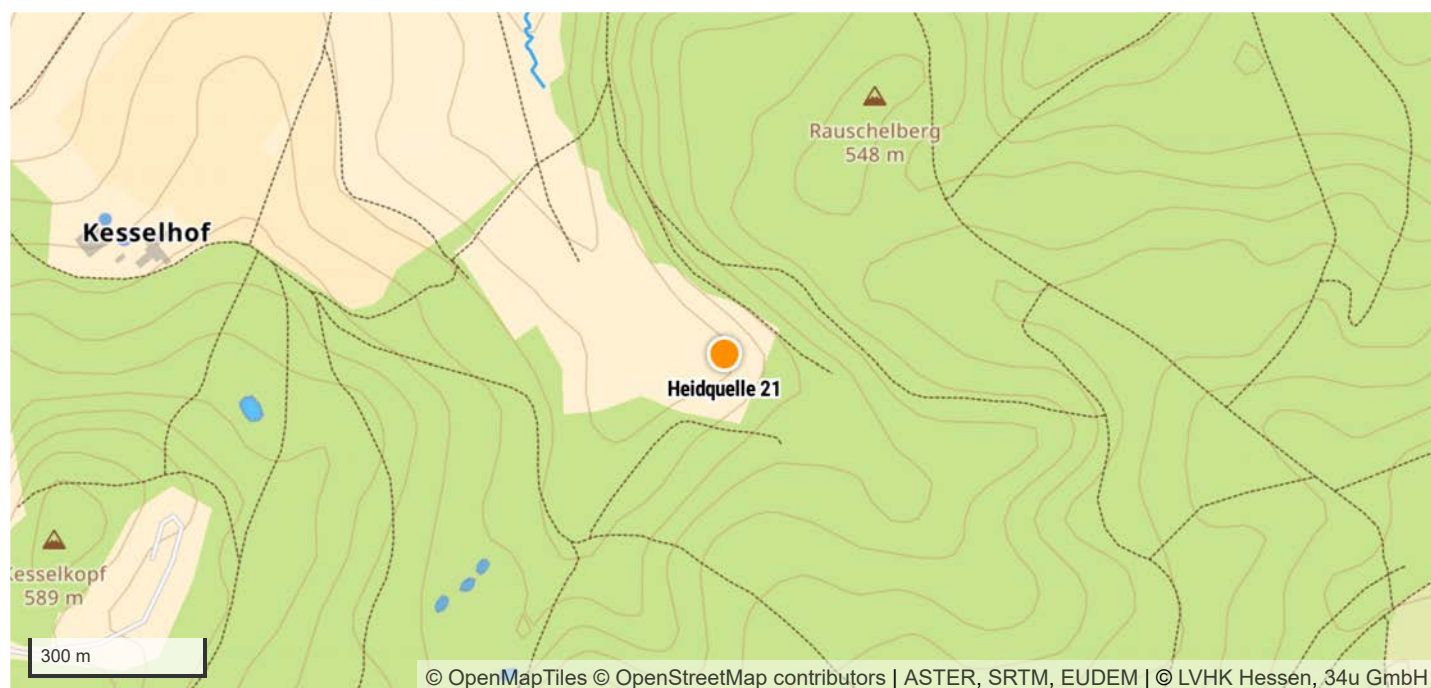 Rauschelberg
548 m
Kesselhof
Heidquelle 21
esselkopf
589 m
300 m
© OpenMapTiles © OpenStreetMap contributors | ASTER, SRTM, EUDEM | © LVHK Hessen, 34u GmbH